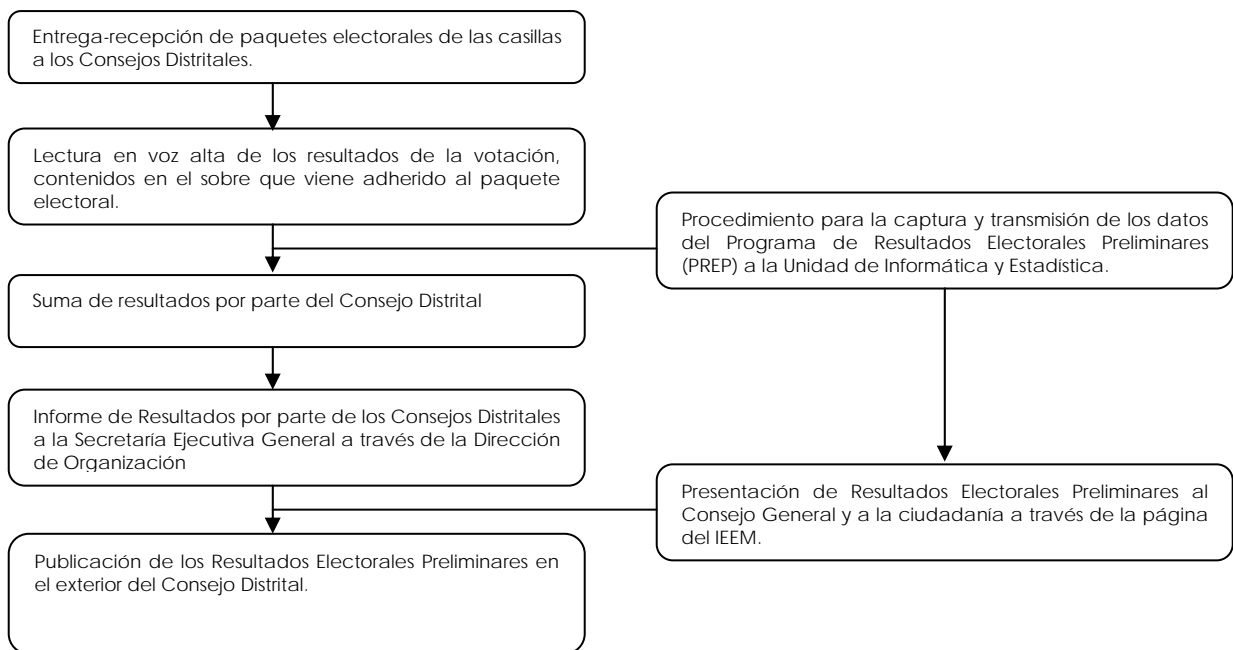 Entrega-recepción de paquetes electorales de las casillas
a los Consejos Distritales.
Lectura en voz alta de los resultados de la votación,
contenidos en el sobre que viene adherido al paquete
electoral.
Procedimiento para la captura y transmisión de los datos
del Programa de Resultados Electorales Preliminares
(PREP) a la Unidad de Informática y Estadística.
Suma de resultados por parte del Consejo Distrital
Informe de Resultados por parte de los Consejos Distritales
a la Secretaría Ejecutiva General a través de la Dirección
de Organización
Presentación de Resultados Electorales Preliminares al
Consejo General y a la ciudadanía a través de la página
del IEEM.
Publicación de los Resultados Electorales Preliminares en
el exterior del Consejo Distrital.